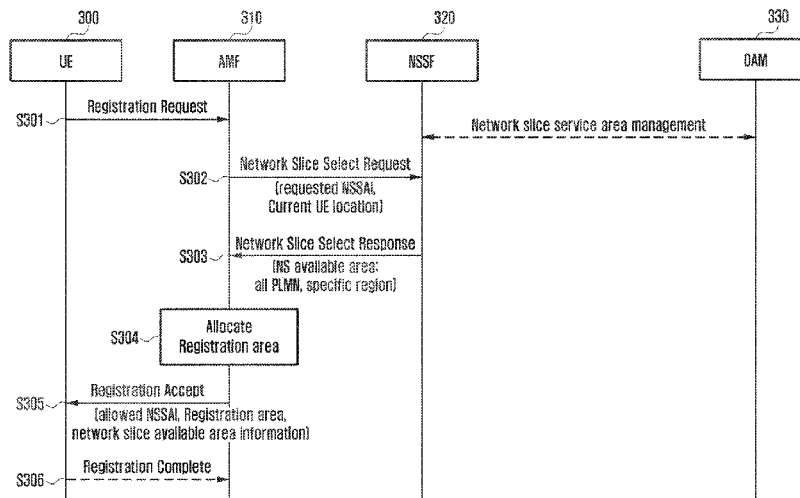 300
310
320
330
UE
AMF
NSSF
OAM
S301
Registration Request
Network slice service area management
S302
Network Slice Select Request
(requested NSSAI,
Current UE location)
S303
Network Slice Select Response
(NS available area:
all PLMN, specific region)
S304
Allocate
Registration area
S305
Registration Accept
(allowed NSSAI, Registration area,
network slice available area information)
S306
Registration Complete